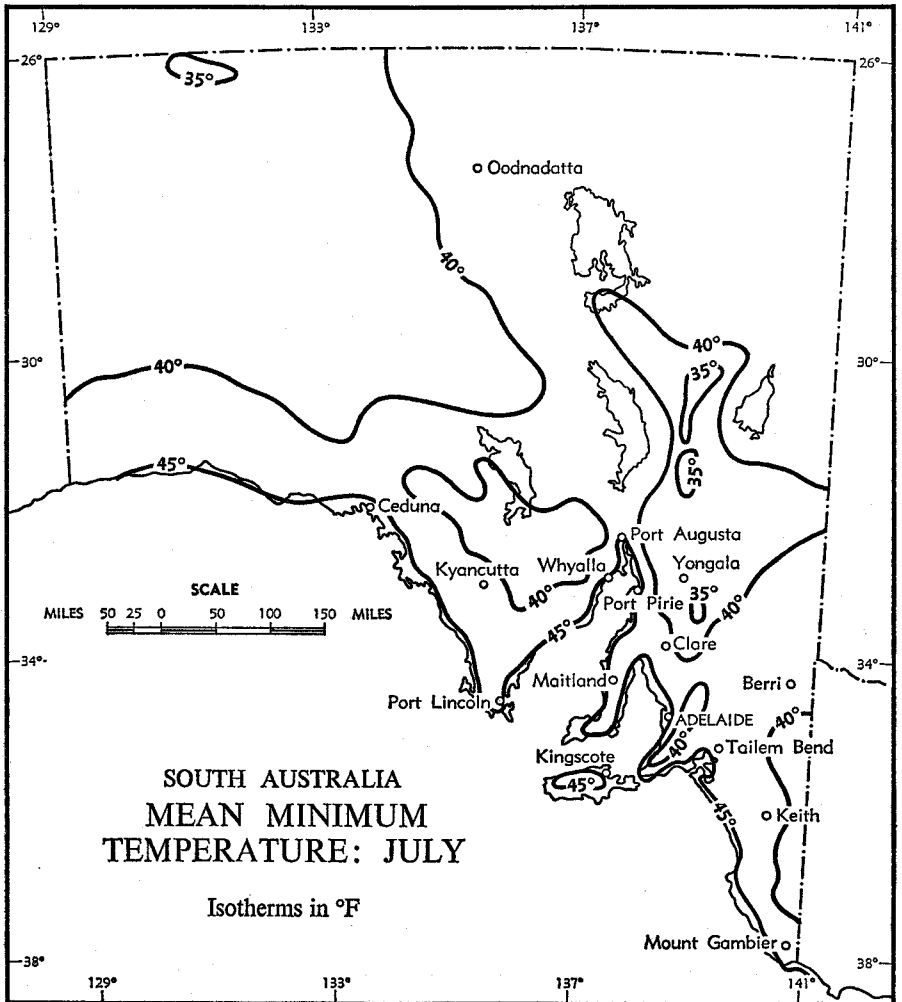 129° 133° 137° 141°
26° 26°
35°
Oodnadatta
40°
40°
35°
30° 30°
40°
45°
35°
Ceduna
Port Augusta
Kyancutta Whyalla Yongala
40° 35°
SCALE
Port Pirie 40°
MILES 50 25 0 50 100 150 MILES
45°
Clare
34° 34°
Maitland Berri
Port Lincoln
40°
ADELAIDE
40° Tailem Bend
Kingscote
45°
SOUTH AUSTRALIA
MEAN MINIMUM
TEMPERATURE: JULY
45° Keith
Isotherms in °F
Mount Gambier
38° 38°
129° 133° 137° 141°